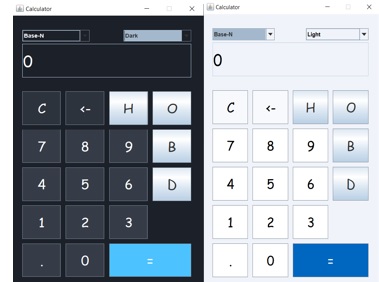 Calculator
Base-N Dark
0
C <- H O
7 8 9 B
4 5 6 D
1 2 3
. 0 =
Calculator
Base-N Light
0
C <- H O
7 8 9 B
4 5 6 D
1 2 3
. 0 =